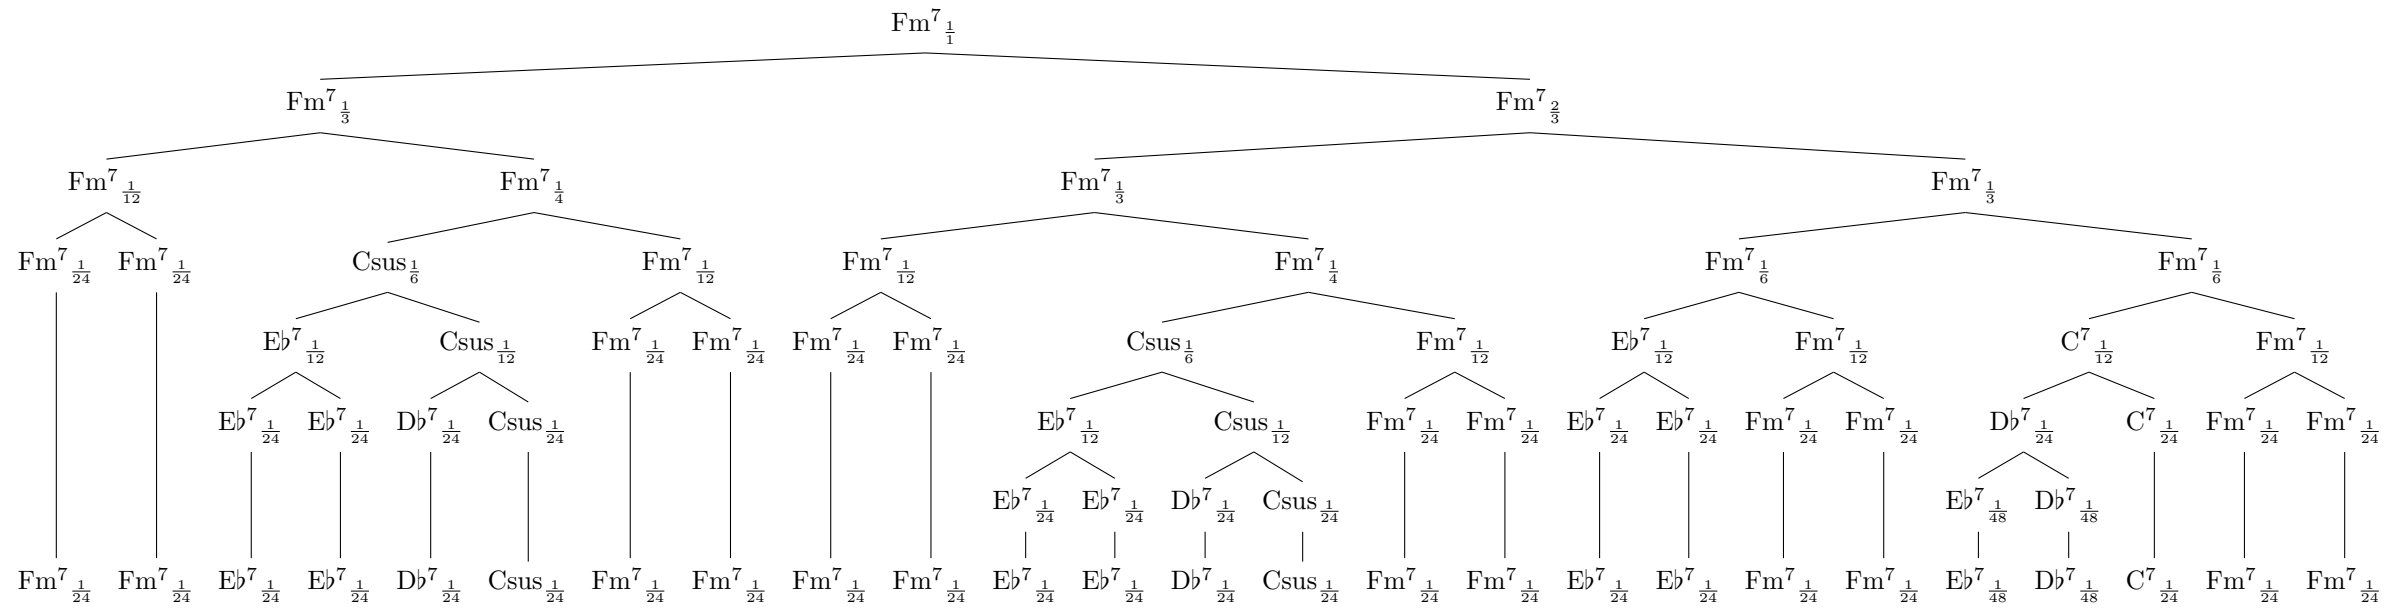 Fm⁷ 1/1
Fm⁷ 1/3 Fm⁷ 2/3
Fm⁷ 1/12 Fm⁷ 1/4 Fm⁷ 1/3 Fm⁷ 1/3
Fm⁷ 1/24 Fm⁷ 1/24 Csus 1/6 Fm⁷ 1/12 Fm⁷ 1/12 Fm⁷ 1/4 Fm⁷ 1/6 Fm⁷ 1/6
E♭⁷ 1/12 Csus 1/12 Fm⁷ 1/24 Fm⁷ 1/24 Fm⁷ 1/24 Fm⁷ 1/24 Csus 1/6 Fm⁷ 1/12 E♭⁷ 1/12 Fm⁷ 1/12 C⁷ 1/12 Fm⁷ 1/12
E♭⁷ 1/24 E♭⁷ 1/24 D♭⁷ 1/24 Csus 1/24 E♭⁷ 1/12 Csus 1/12 Fm⁷ 1/24 Fm⁷ 1/24 E♭⁷ 1/24 E♭⁷ 1/24 Fm⁷ 1/24 Fm⁷ 1/24 D♭⁷ 1/24 C⁷ 1/24 Fm⁷ 1/24 Fm⁷ 1/24
E♭⁷ 1/24 E♭⁷ 1/24 D♭⁷ 1/24 Csus 1/24 E♭⁷ 1/48 D♭⁷ 1/48
Fm⁷ 1/24 Fm⁷ 1/24 E♭⁷ 1/24 E♭⁷ 1/24 D♭⁷ 1/24 Csus 1/24 Fm⁷ 1/24 Fm⁷ 1/24 Fm⁷ 1/24 Fm⁷ 1/24 E♭⁷ 1/24 E♭⁷ 1/24 D♭⁷ 1/24 Csus 1/24 Fm⁷ 1/24 Fm⁷ 1/24 E♭⁷ 1/24 E♭⁷ 1/24 Fm⁷ 1/24 Fm⁷ 1/24 E♭⁷ 1/48 D♭⁷ 1/48 C⁷ 1/24 Fm⁷ 1/24 Fm⁷ 1/24